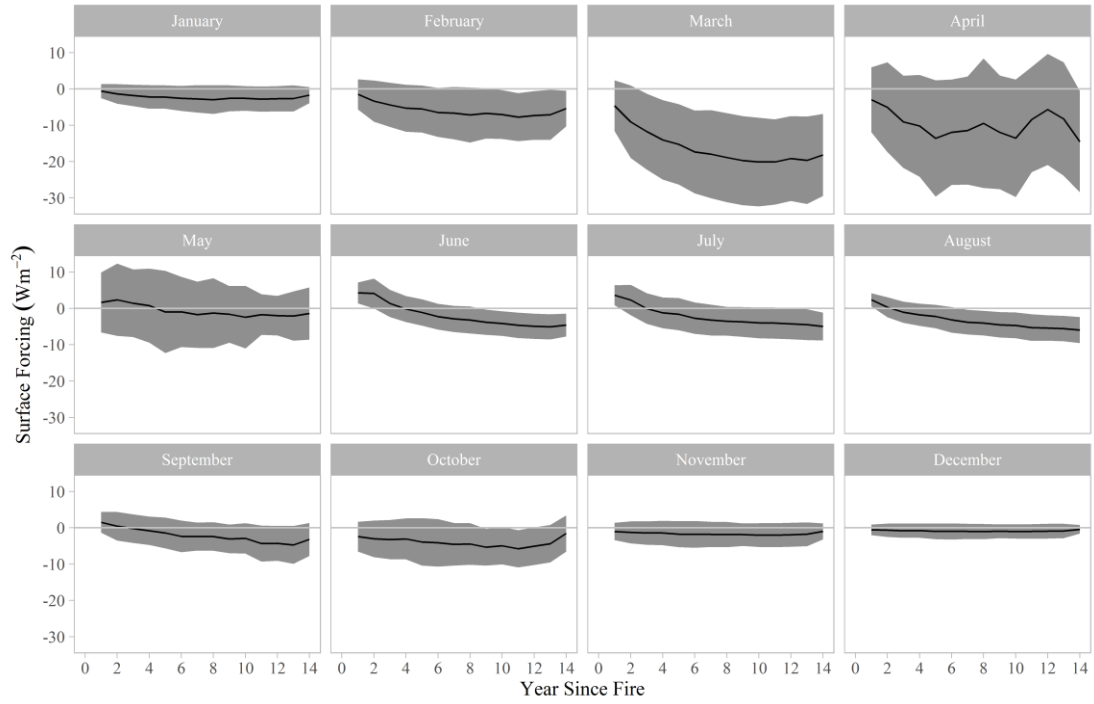 January February March April
10
0
-10
-20
-30
May June July August
10
0
-10
-20
-30
Surface Forcing (Wm−2)
September October November December
10
0
-10
-20
-30
0 2 4 6 8 10 12 14 0 2 4 6 8 10 12 14 0 2 4 6 8 10 12 14 0 2 4 6 8 10 12 14
Year Since Fire